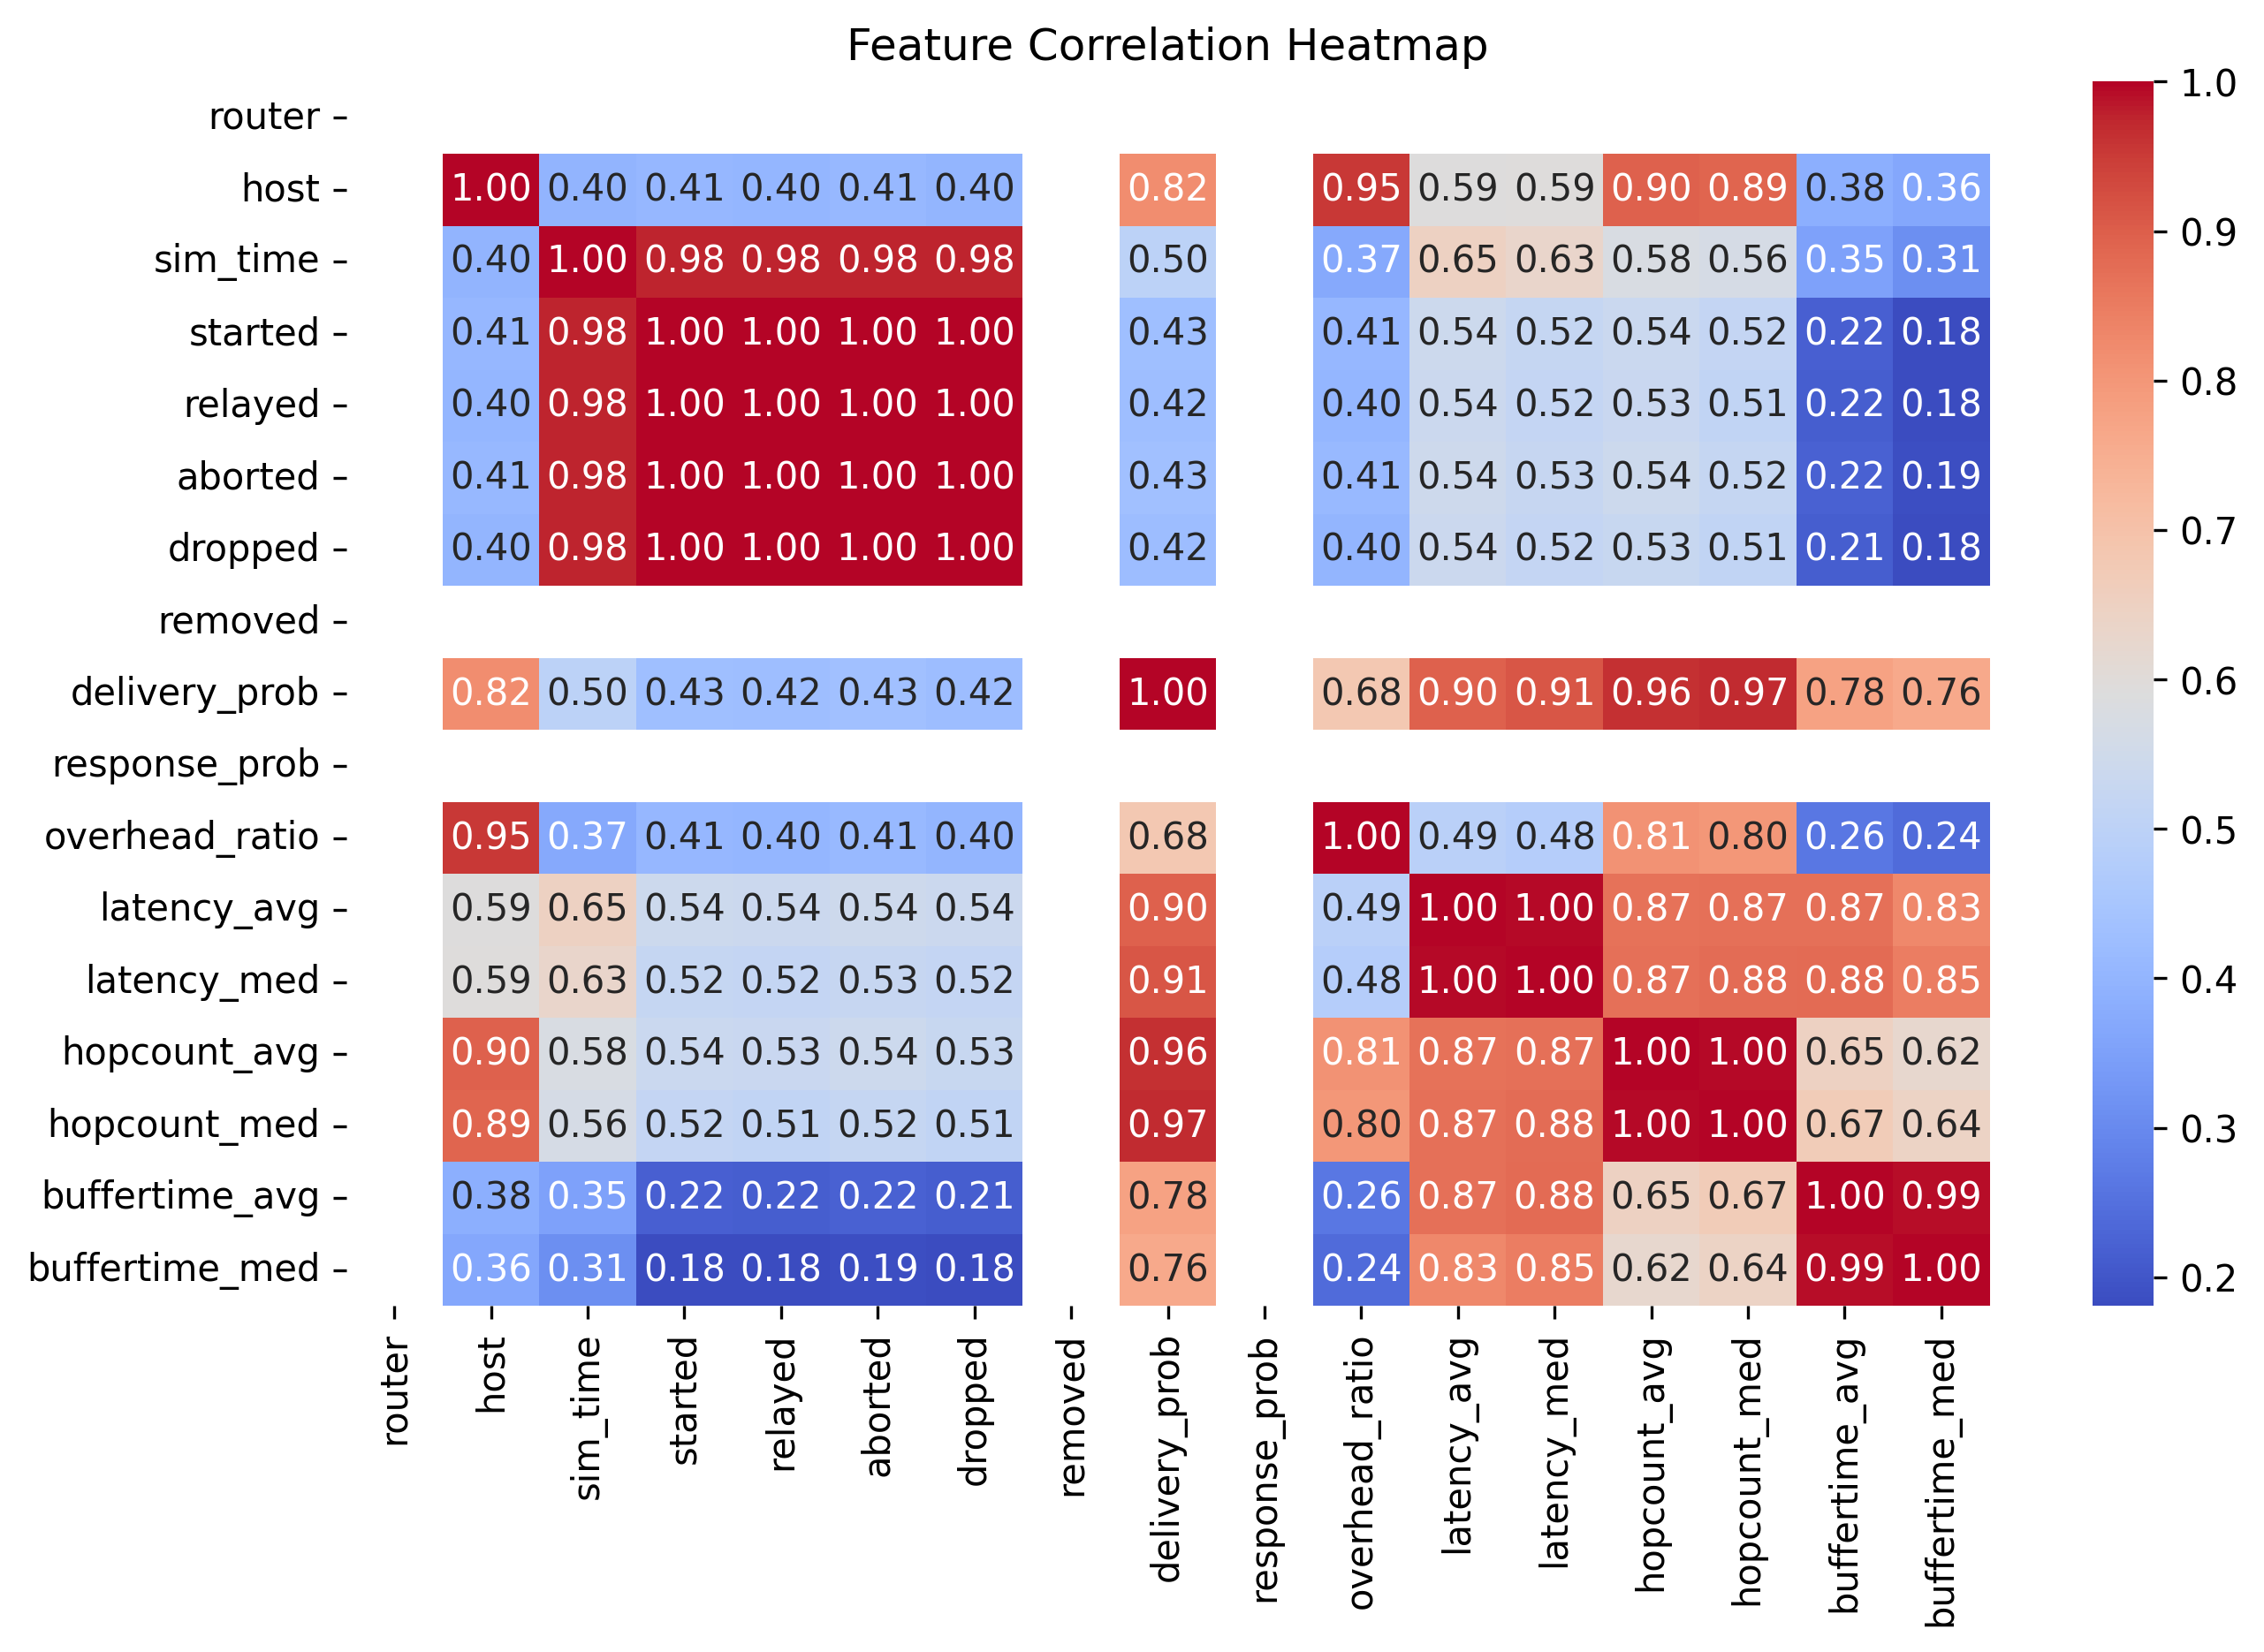 Feature Correlation Heatmap
router
host 1.00 0.40 0.41 0.40 0.41 0.40 0.82 0.95 0.59 0.59 0.90 0.89 0.38 0.36
sim_time 0.40 1.00 0.98 0.98 0.98 0.98 0.50 0.37 0.65 0.63 0.58 0.56 0.35 0.31
started 0.41 0.98 1.00 1.00 1.00 1.00 0.43 0.41 0.54 0.52 0.54 0.52 0.22 0.18
relayed 0.40 0.98 1.00 1.00 1.00 1.00 0.42 0.40 0.54 0.52 0.53 0.51 0.22 0.18
aborted 0.41 0.98 1.00 1.00 1.00 1.00 0.43 0.41 0.54 0.53 0.54 0.52 0.22 0.19
dropped 0.40 0.98 1.00 1.00 1.00 1.00 0.42 0.40 0.54 0.52 0.53 0.51 0.21 0.18
removed
delivery_prob 0.82 0.50 0.43 0.42 0.43 0.42 1.00 0.68 0.90 0.91 0.96 0.97 0.78 0.76
response_prob
overhead_ratio 0.95 0.37 0.41 0.40 0.41 0.40 0.68 1.00 0.49 0.48 0.81 0.80 0.26 0.24
latency_avg 0.59 0.65 0.54 0.54 0.54 0.54 0.90 0.49 1.00 1.00 0.87 0.87 0.87 0.83
latency_med 0.59 0.63 0.52 0.52 0.53 0.52 0.91 0.48 1.00 1.00 0.87 0.88 0.88 0.85
hopcount_avg 0.90 0.58 0.54 0.53 0.54 0.53 0.96 0.81 0.87 0.87 1.00 1.00 0.65 0.62
hopcount_med 0.89 0.56 0.52 0.51 0.52 0.51 0.97 0.80 0.87 0.88 1.00 1.00 0.67 0.64
buffertime_avg 0.38 0.35 0.22 0.22 0.22 0.21 0.78 0.26 0.87 0.88 0.65 0.67 1.00 0.99
buffertime_med 0.36 0.31 0.18 0.18 0.19 0.18 0.76 0.24 0.83 0.85 0.62 0.64 0.99 1.00
router
host
sim_time
started
relayed
aborted
dropped
removed
delivery_prob
response_prob
overhead_ratio
latency_avg
latency_med
hopcount_avg
hopcount_med
buffertime_avg
buffertime_med
1.0
0.9
0.8
0.7
0.6
0.5
0.4
0.3
0.2